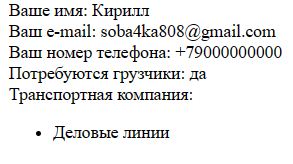 Ваше имя: Кирилл
Ваш e-mail: soba4ka808@gmail.com
Ваш номер телефона: +79000000000
Потребуются грузчики: да
Транспортная компания:
• Деловые линии